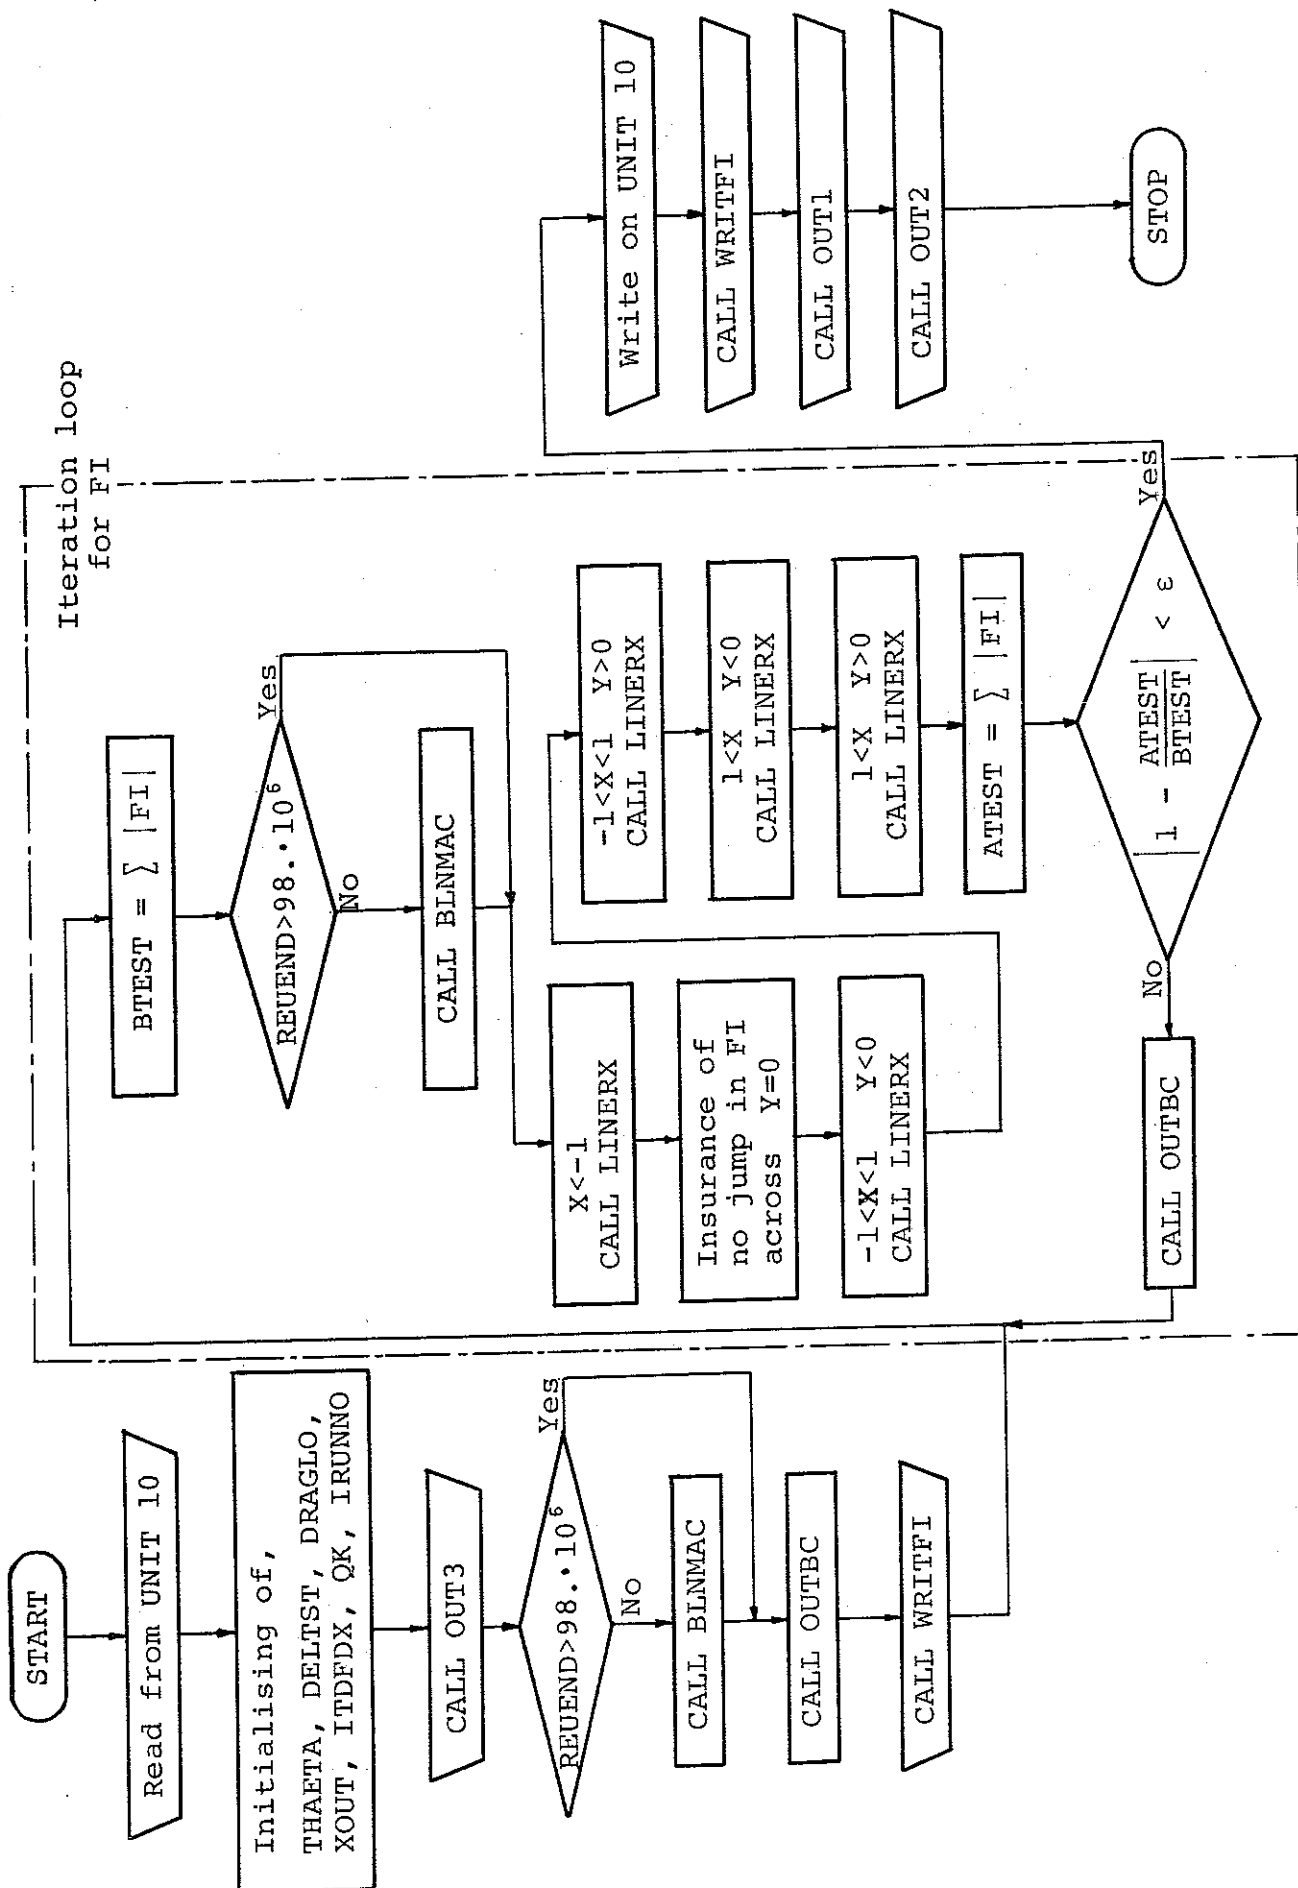 START
Read from UNIT 10
Initialising of,
THAETA, DELTST, DRAGLO,
XOUT, ITDFDX, QK, IRUNNO
CALL OUT3
REUEND>98.·10⁶
Yes
No
CALL BLNMAC
CALL OUTBC
CALL WRITFI
Iteration loop
for FI
BTEST = ∑ |FI|
REUEND>98.·10⁶
Yes
No
CALL BLNMAC
X<-1
CALL LINERX
Insurance of
no jump in FI
across Y=0
-1<X<1 Y<0
CALL LINERX
-1<X<1 Y>0
CALL LINERX
1<X Y<0
CALL LINERX
1<X Y>0
CALL LINERX
ATEST = ∑ |FI|
|1 - ATEST/BTEST| < ε
No
Yes
CALL OUTBC
Write on UNIT 10
CALL WRITFI
CALL OUT1
CALL OUT2
STOP